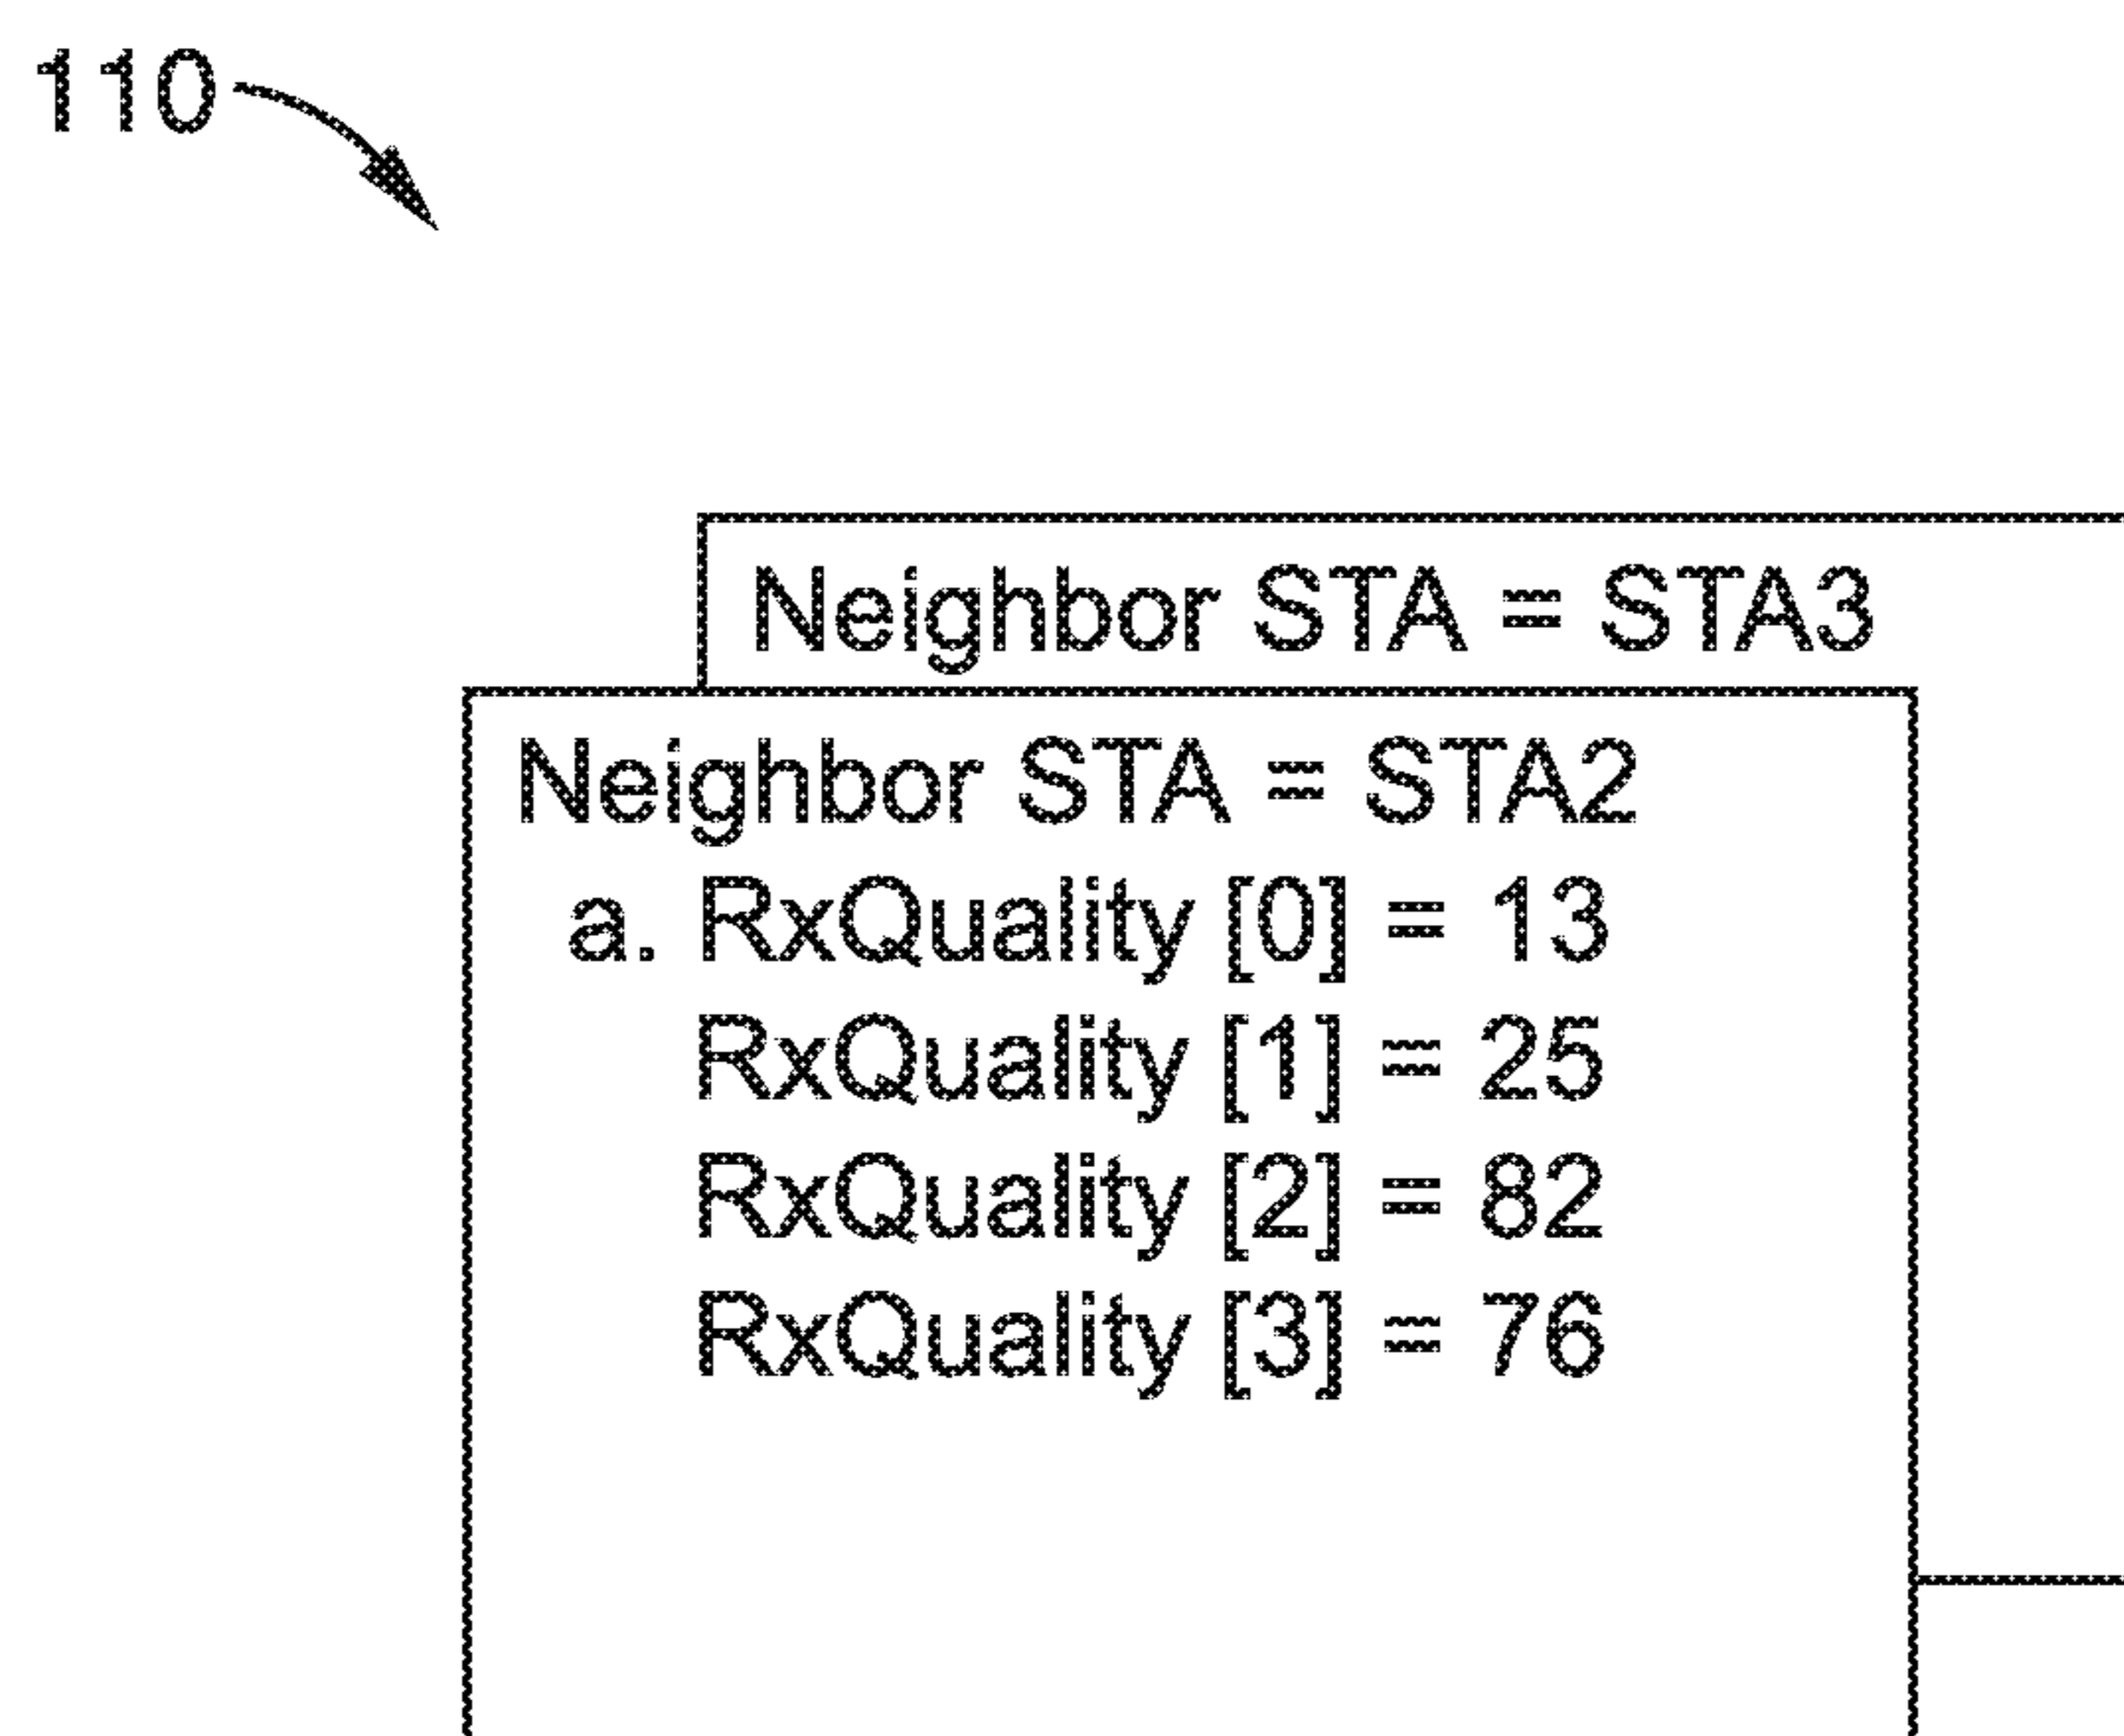 110
Neighbor STA = STA3
Neighbor STA = STA2
a. RxQuality [0] = 13
RxQuality [1] = 25
RxQuality [2] = 82
RxQuality [3] = 76